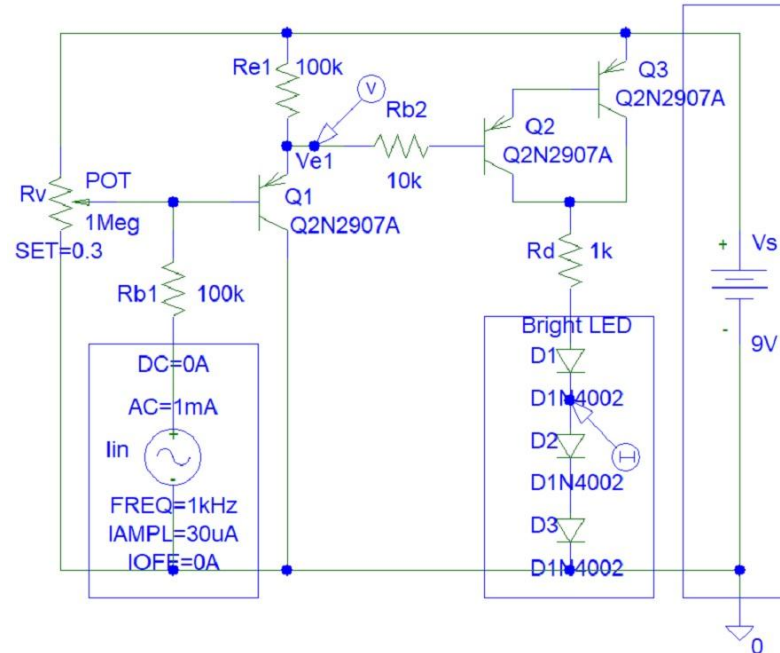 Re1
100k
V
Rb2
Q3
Q2N2907A
Q2
Q2N2907A
Ve1
10k
Rv
POT
1Meg
SET=0.3
Q1
Q2N2907A
Rd
1k
+
Vs
-
9V
Rb1
100k
Bright LED
DC=0A
AC=1mA
+
Iin
-
FREQ=1kHz
IAMPL=30uA
IOFF=0A
D1
D1N4002
I
D2
D1N4002
D3
D1N4002
0